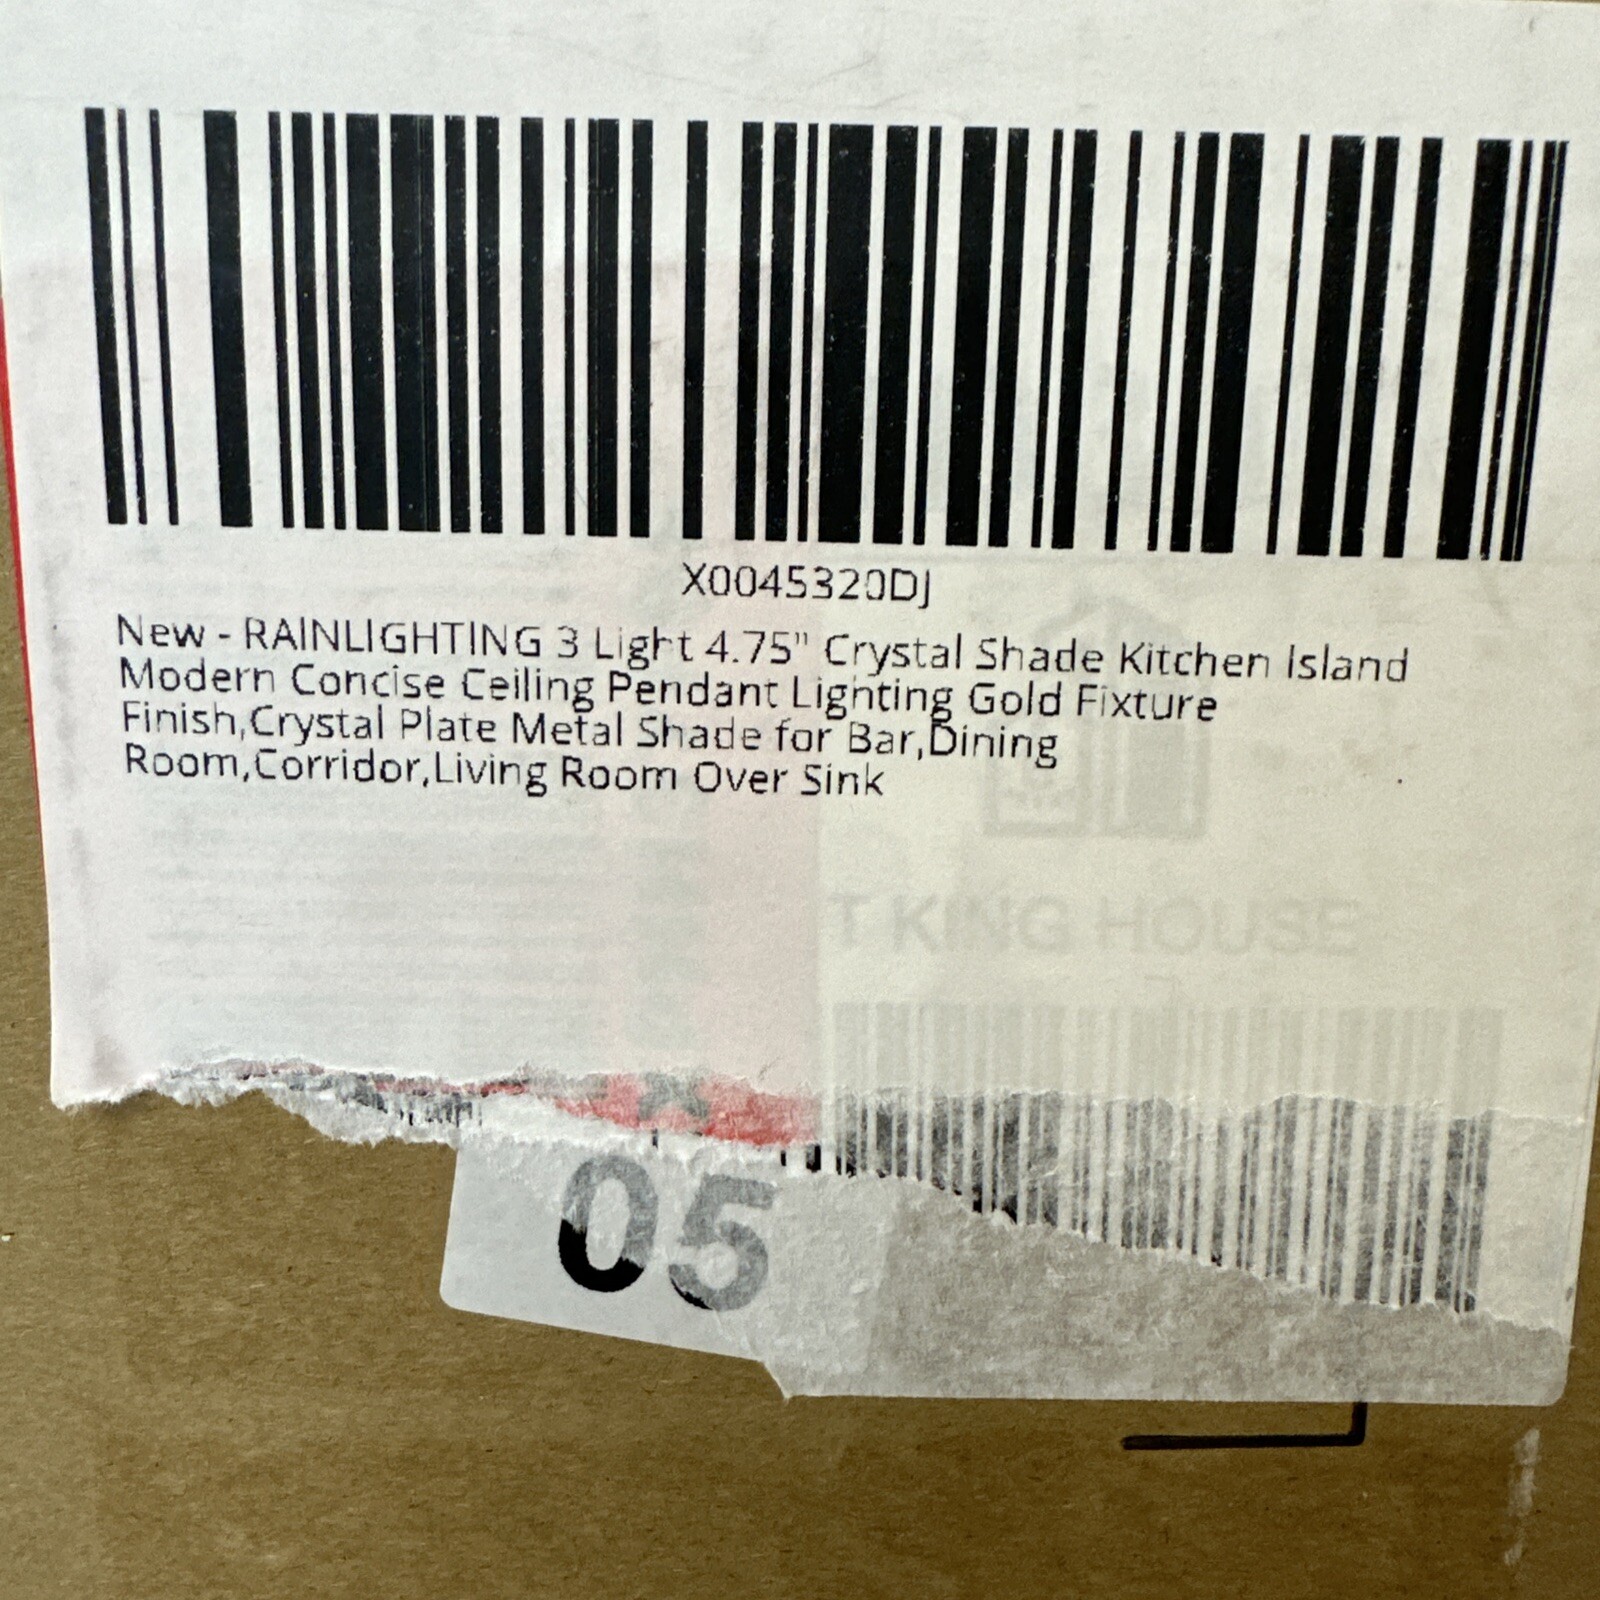 X0045320DJ
New - RAINLIGHTING 3 Light 4.75" Crystal Shade Kitchen Island
Modern Concise Ceiling Pendant Lighting Gold Fixture
Finish,Crystal Plate Metal Shade for Bar,Dining
Room,Corridor,Living Room Over Sink
T KING HOUSE
05